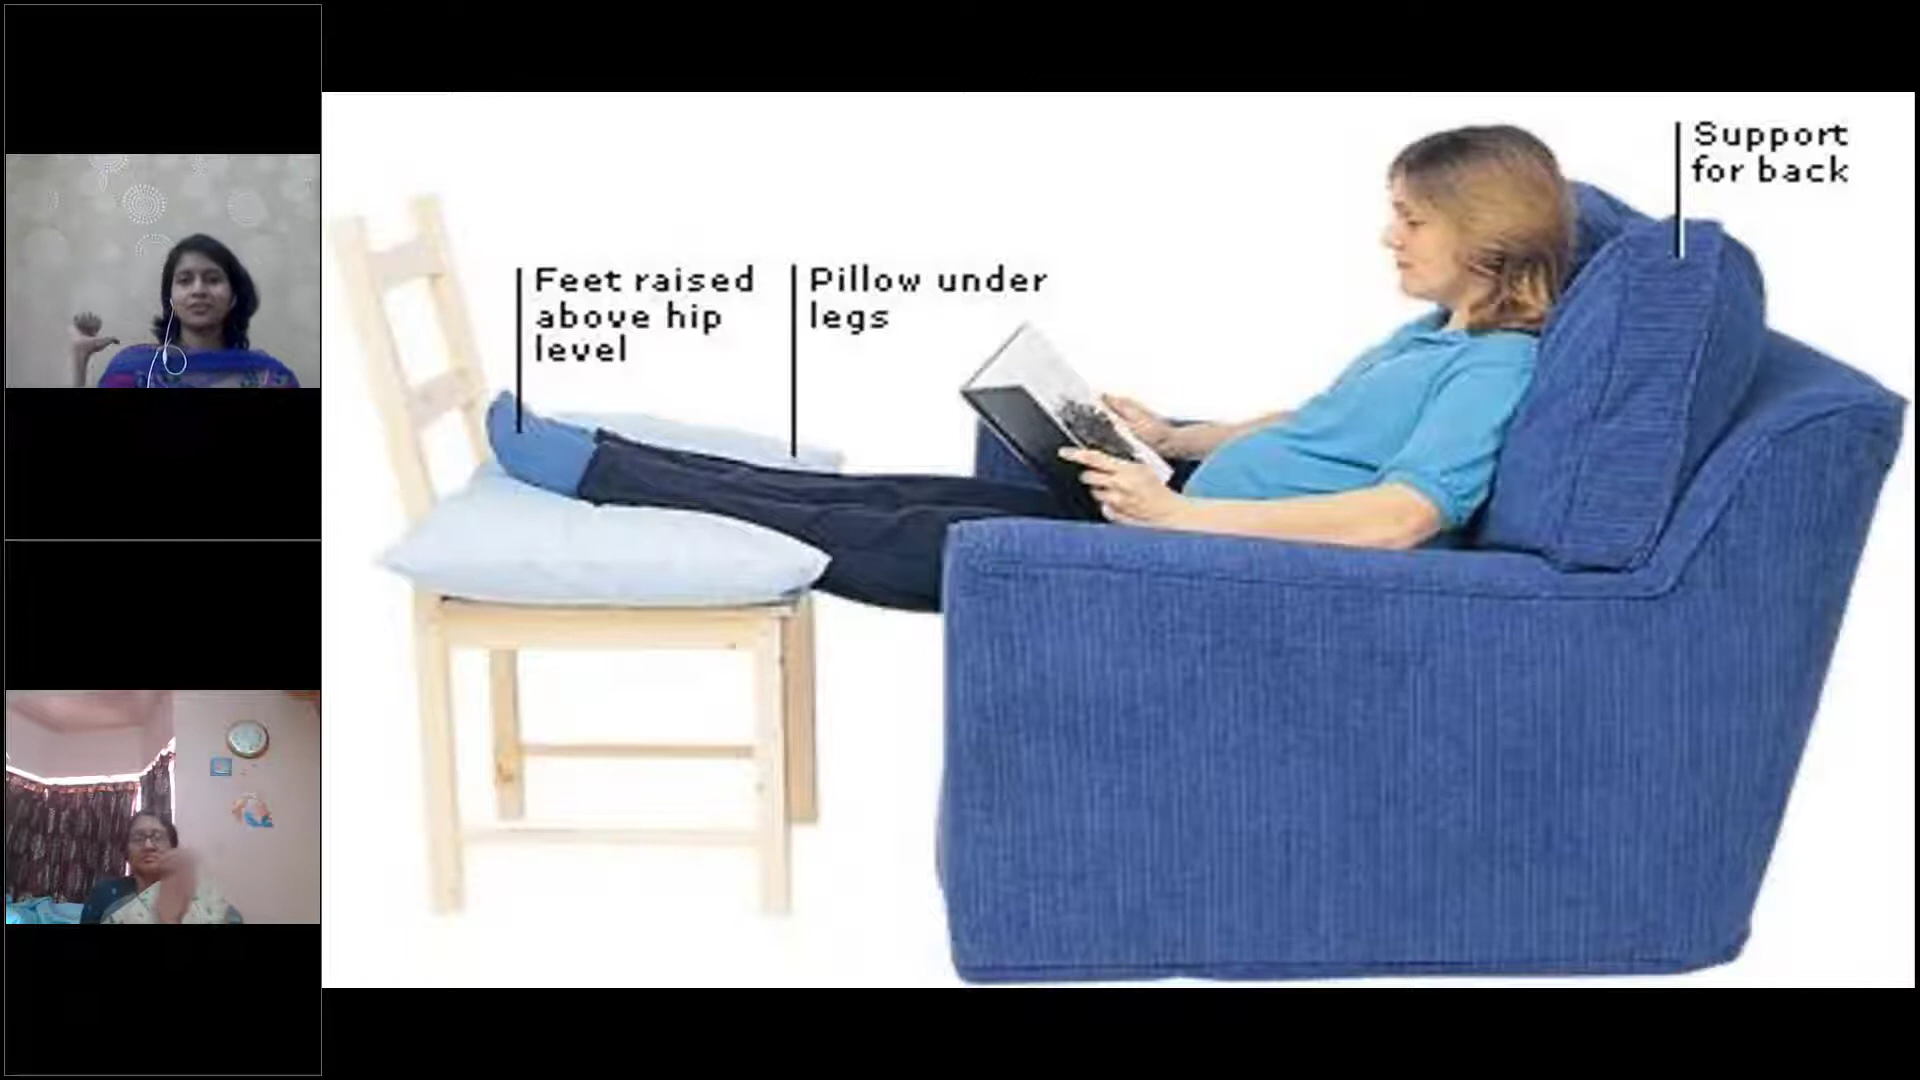 Support
for back
Feet raised
above hip
level
Pillow under
legs